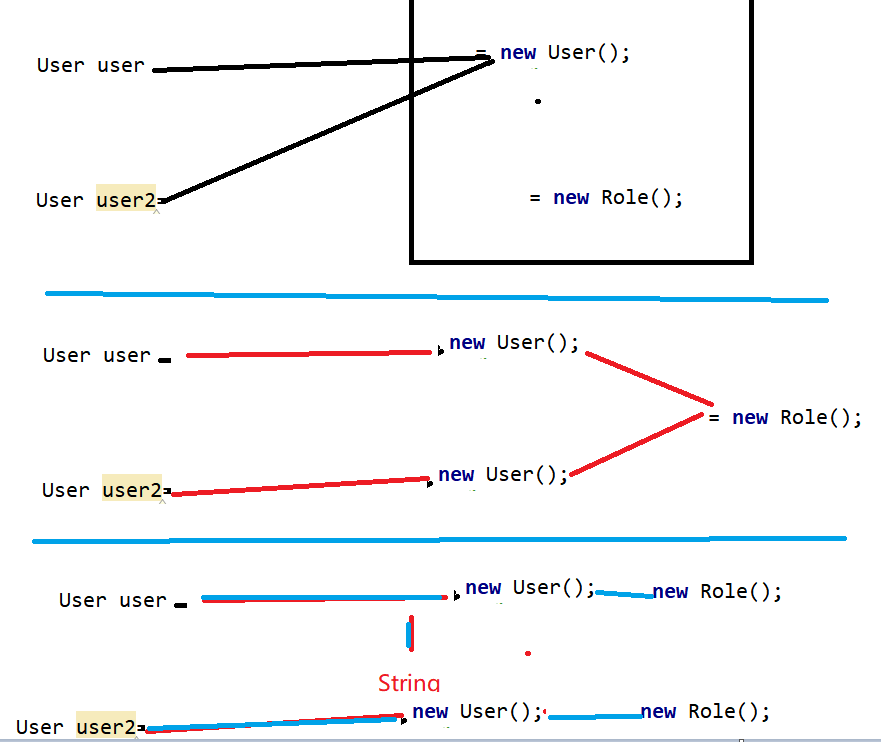 User user = new User();
User user2=
= new Role();
User user new User();
= new Role();
User user2= new User();
User user new User(); new Role();
String
User user2= new User(); new Role();